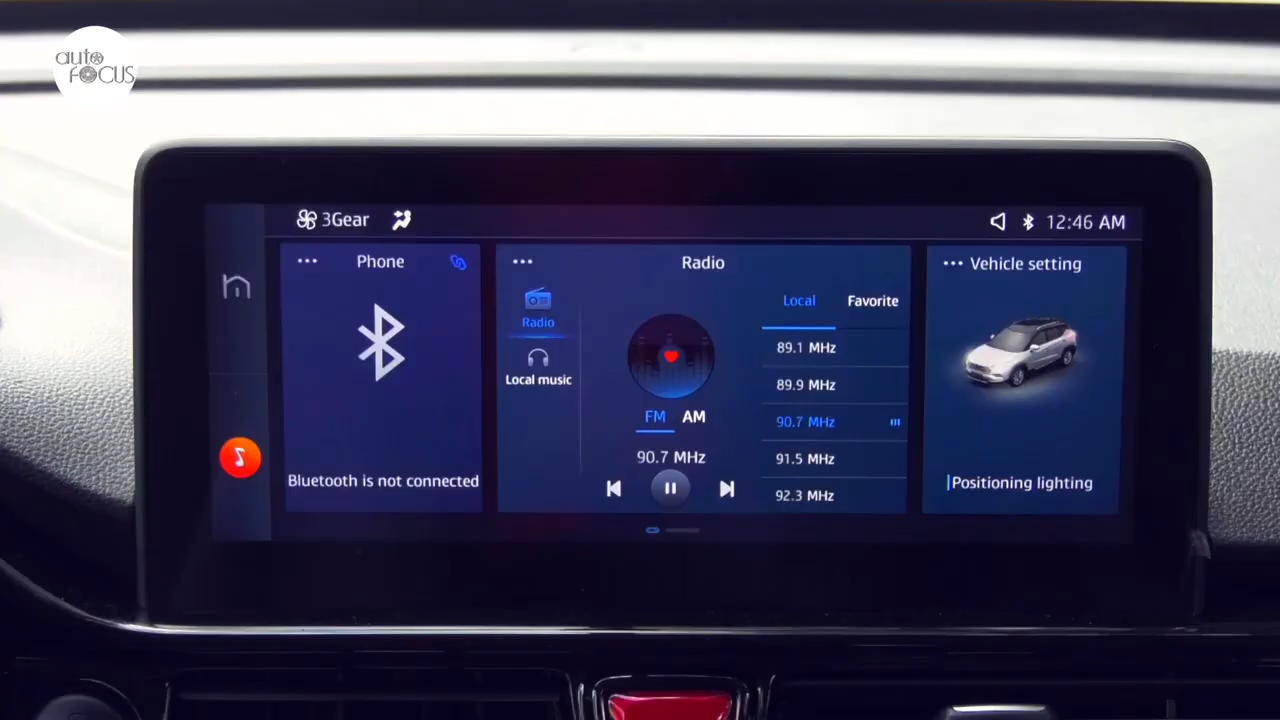 auto
FOCUS
3Gear
12:46 AM
Phone
Bluetooth is not connected
Radio
Radio
Local music
FM AM
90.7 MHz
Local Favorite
89.1 MHz
89.9 MHz
90.7 MHz
91.5 MHz
92.3 MHz
Vehicle setting
Positioning lighting